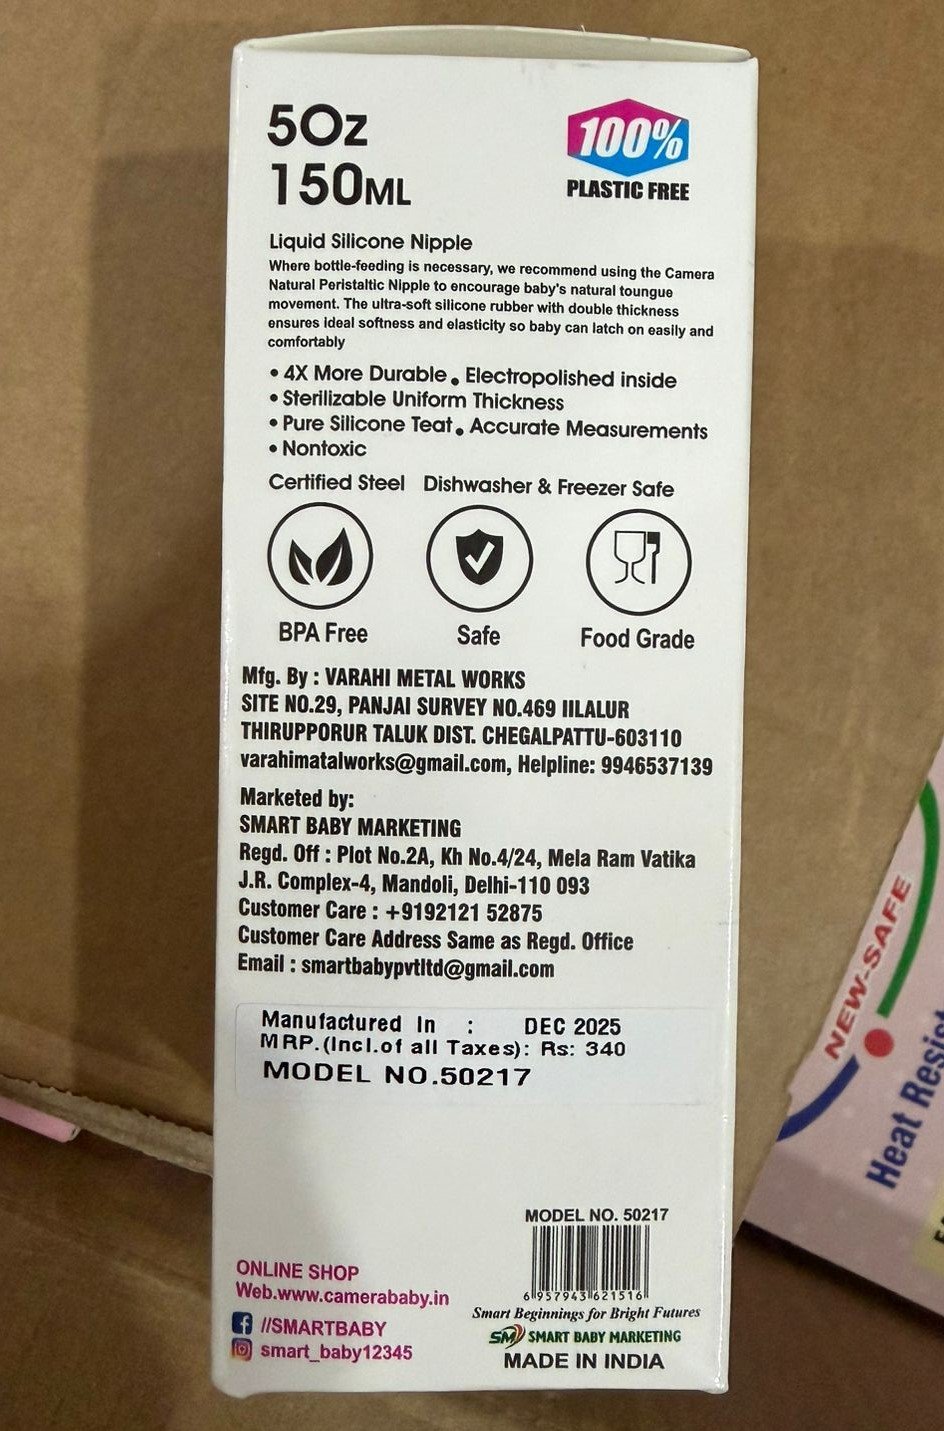 5Oz
150ML
100%
PLASTIC FREE
Liquid Silicone Nipple
Where bottle-feeding is necessary, we recommend using the Camera
Natural Peristaltic Nipple to encourage baby's natural toungue
movement. The ultra-soft silicone rubber with double thickness
ensures ideal softness and elasticity so baby can latch on easily and
comfortably
• 4X More Durable • Electropolished inside
• Sterilizable Uniform Thickness
• Pure Silicone Teat • Accurate Measurements
• Nontoxic
Certified Steel Dishwasher & Freezer Safe
BPA Free Safe Food Grade
Mfg. By : VARAHI METAL WORKS
SITE NO.29, PANJAI SURVEY NO.469 IILALUR
THIRUPPORUR TALUK DIST. CHEGALPATTU-603110
varahimatalworks@gmail.com, Helpline: 9946537139
Marketed by:
SMART BABY MARKETING
Regd. Off : Plot No.2A, Kh No.4/24, Mela Ram Vatika
J.R. Complex-4, Mandoli, Delhi-110 093
Customer Care : +9192121 52875
Customer Care Address Same as Regd. Office
Email : smartbabypvtltd@gmail.com
Manufactured In : DEC 2025
MRP.(Incl.of all Taxes): Rs: 340
MODEL NO.50217
MODEL NO. 50217
6 957943 621516
ONLINE SHOP
Web.www.camerababy.in
//SMARTBABY
smart_baby12345
Smart Beginnings for Bright Futures
SM SMART BABY MARKETING
MADE IN INDIA
NEW-SAFE
Heat